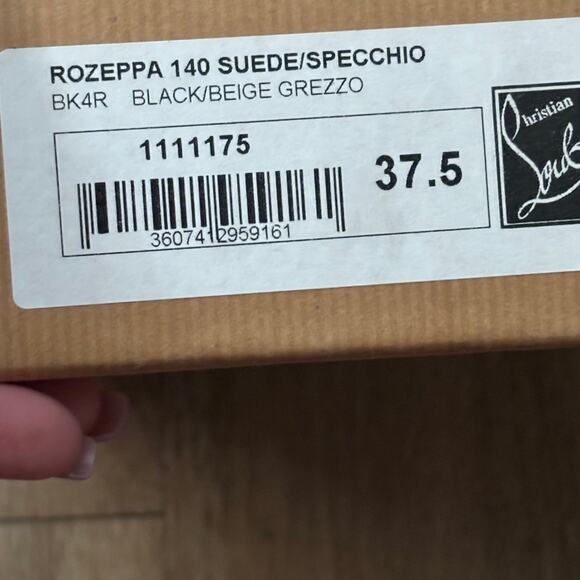 ROZEPPA 140 SUEDE/SPECCHIO
BK4R BLACK/BEIGE GREZZO
1111175
37.5
3607412959161
Christian